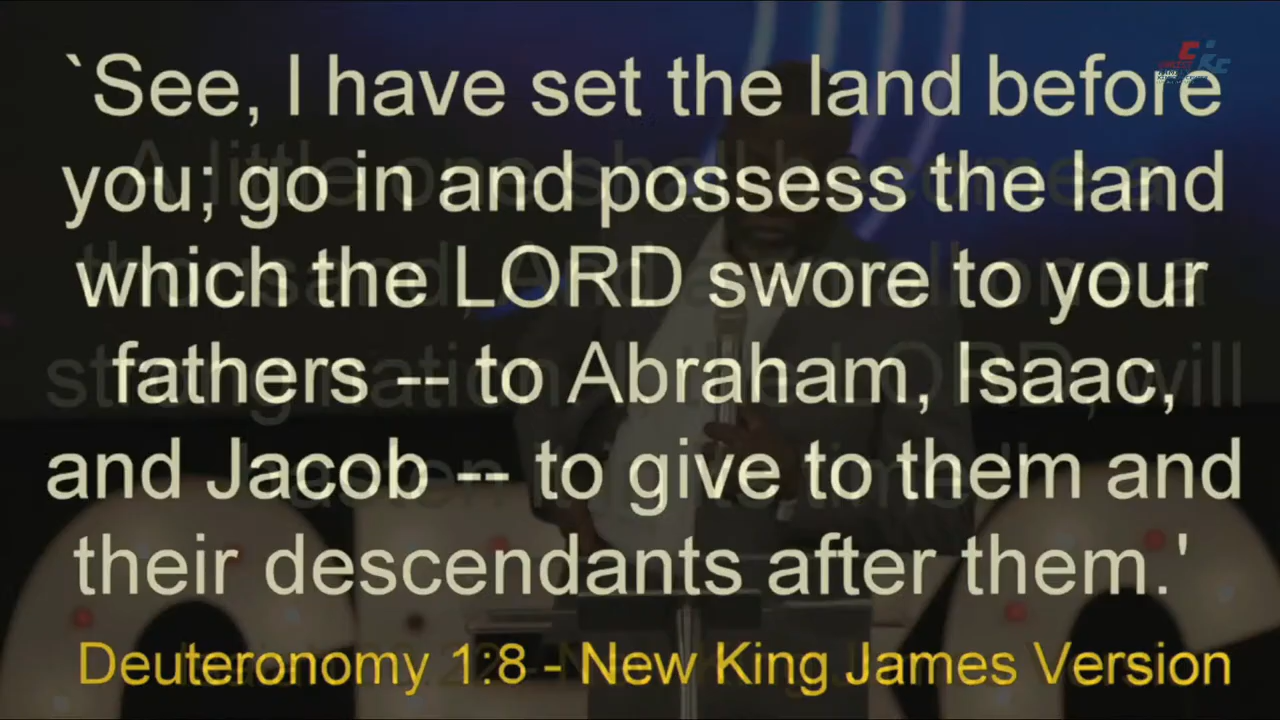 `See, I have set the land before
you; go in and possess the land
which the LORD swore to your
fathers -- to Abraham, Isaac,
and Jacob -- to give to them and
their descendants after them.'
Deuteronomy 1:8 - New King James Version